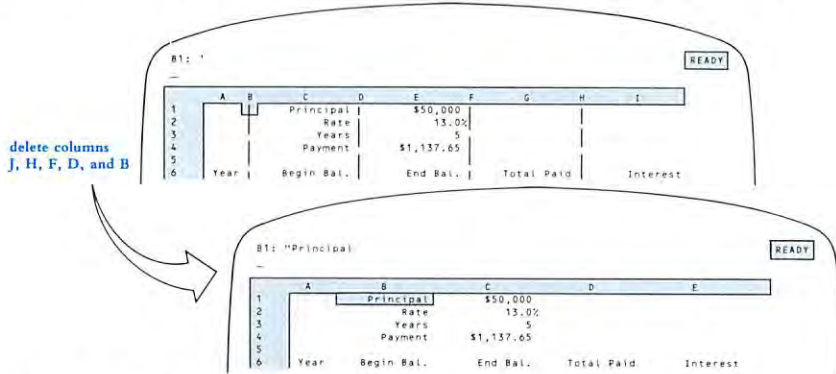 B1: '
READY
A B C D E F G H I
1 Principal | $50,000
2 Rate | 13.0%
3 Years | 5
4 Payment | $1,137.65
5
6 Year | Begin Bal. End Bal. | Total Paid | Interest
delete columns
J, H, F, D, and B
B1: "Principal
READY
A B C D E
1 Principal $50,000
2 Rate 13.0%
3 Years 5
4 Payment $1,137.65
5
6 Year Begin Bal. End Bal. Total Paid Interest